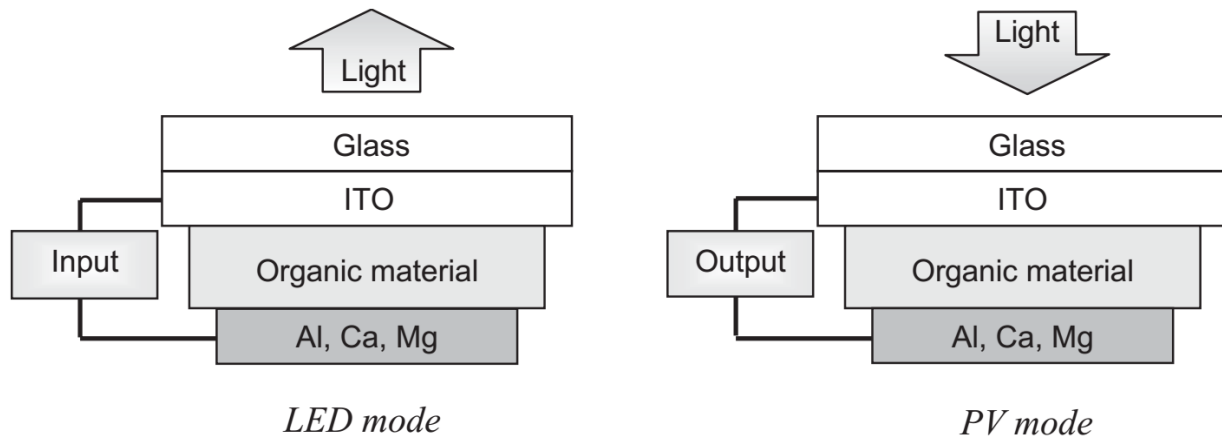 Light
Glass
ITO
Input
Organic material
Al, Ca, Mg
LED mode
Light
Glass
ITO
Output
Organic material
Al, Ca, Mg
PV mode